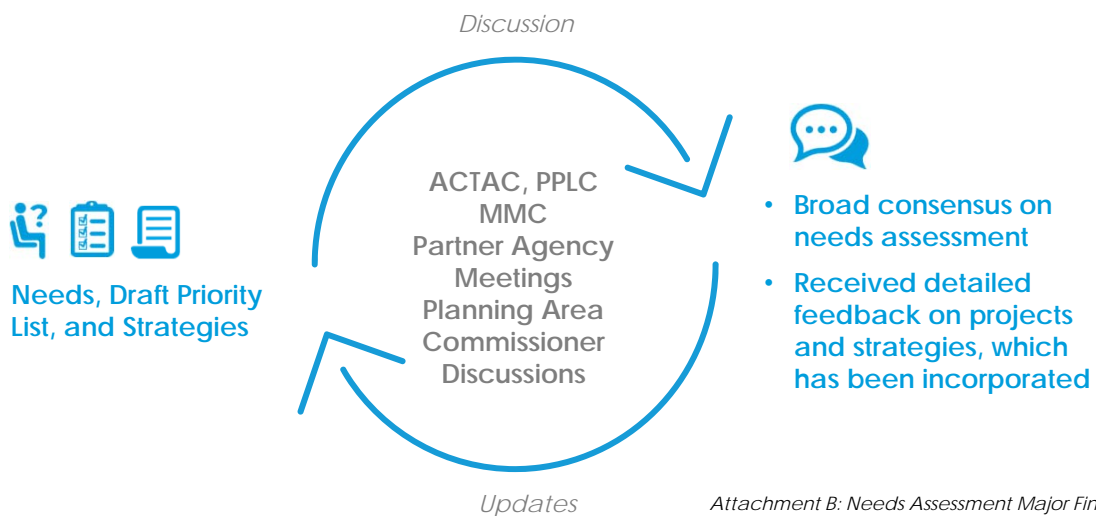 Discussion
ACTAC, PPLC
MMC
Partner Agency
Meetings
Planning Area
Commissioner
Discussions
?
Needs, Draft Priority
List, and Strategies
• Broad consensus on
needs assessment
• Received detailed
feedback on projects
and strategies, which
has been incorporated
Updates
Attachment B: Needs Assessment Major Fin